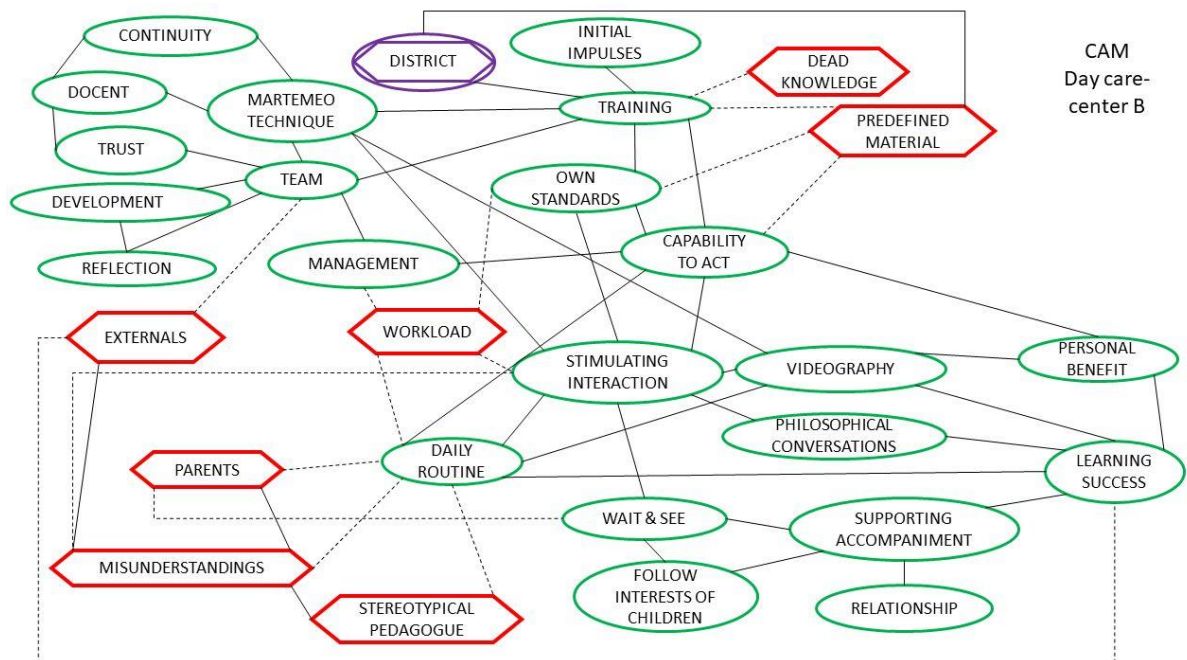 CONTINUITY
DISTRICT
INITIAL
IMPULSES
CAM
Day care-
center B
DEAD
KNOWLEDGE
DOCENT
MARTEMEO
TECHNIQUE
TRAINING
PREDEFINED
MATERIAL
TRUST
TEAM
OWN
STANDARDS
DEVELOPMENT
CAPABILITY
TO ACT
REFLECTION
MANAGEMENT
EXTERNALS
WORKLOAD
STIMULATING
INTERACTION
VIDEOGRAPHY
PERSONAL
BENEFIT
PHILOSOPHICAL
CONVERSATIONS
PARENTS
DAILY
ROUTINE
LEARNING
SUCCESS
WAIT & SEE
SUPPORTING
ACCOMPANIMENT
MISUNDERSTANDINGS
FOLLOW
INTERESTS OF
CHILDREN
STEREOTYPICAL
PEDAGOGUE
RELATIONSHIP